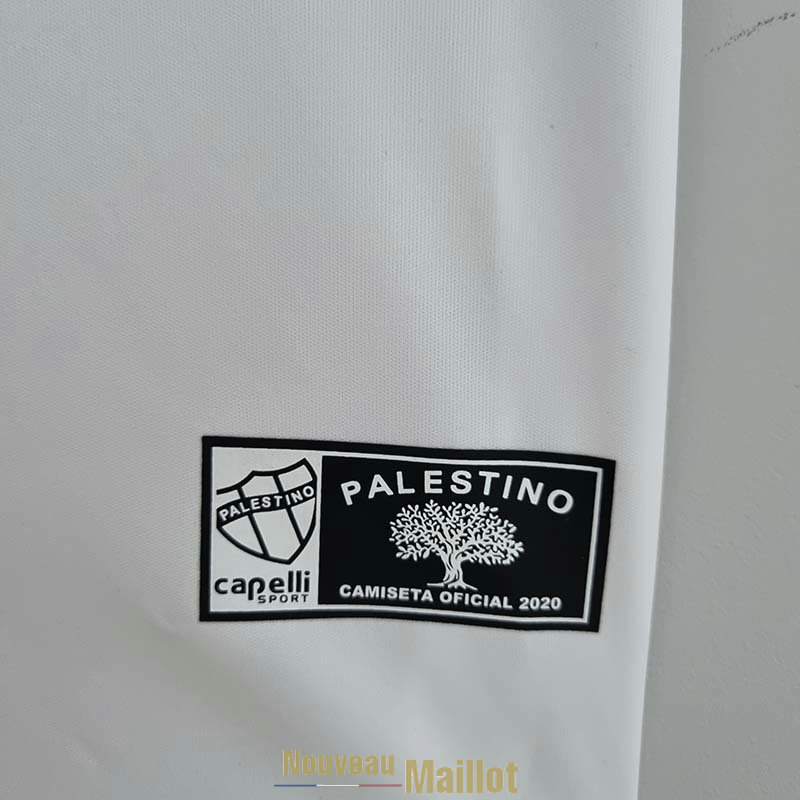 PALESTINO
capelli
SPORT
PALESTINO
CAMISETA OFICIAL 2020
Nouveau Maillot